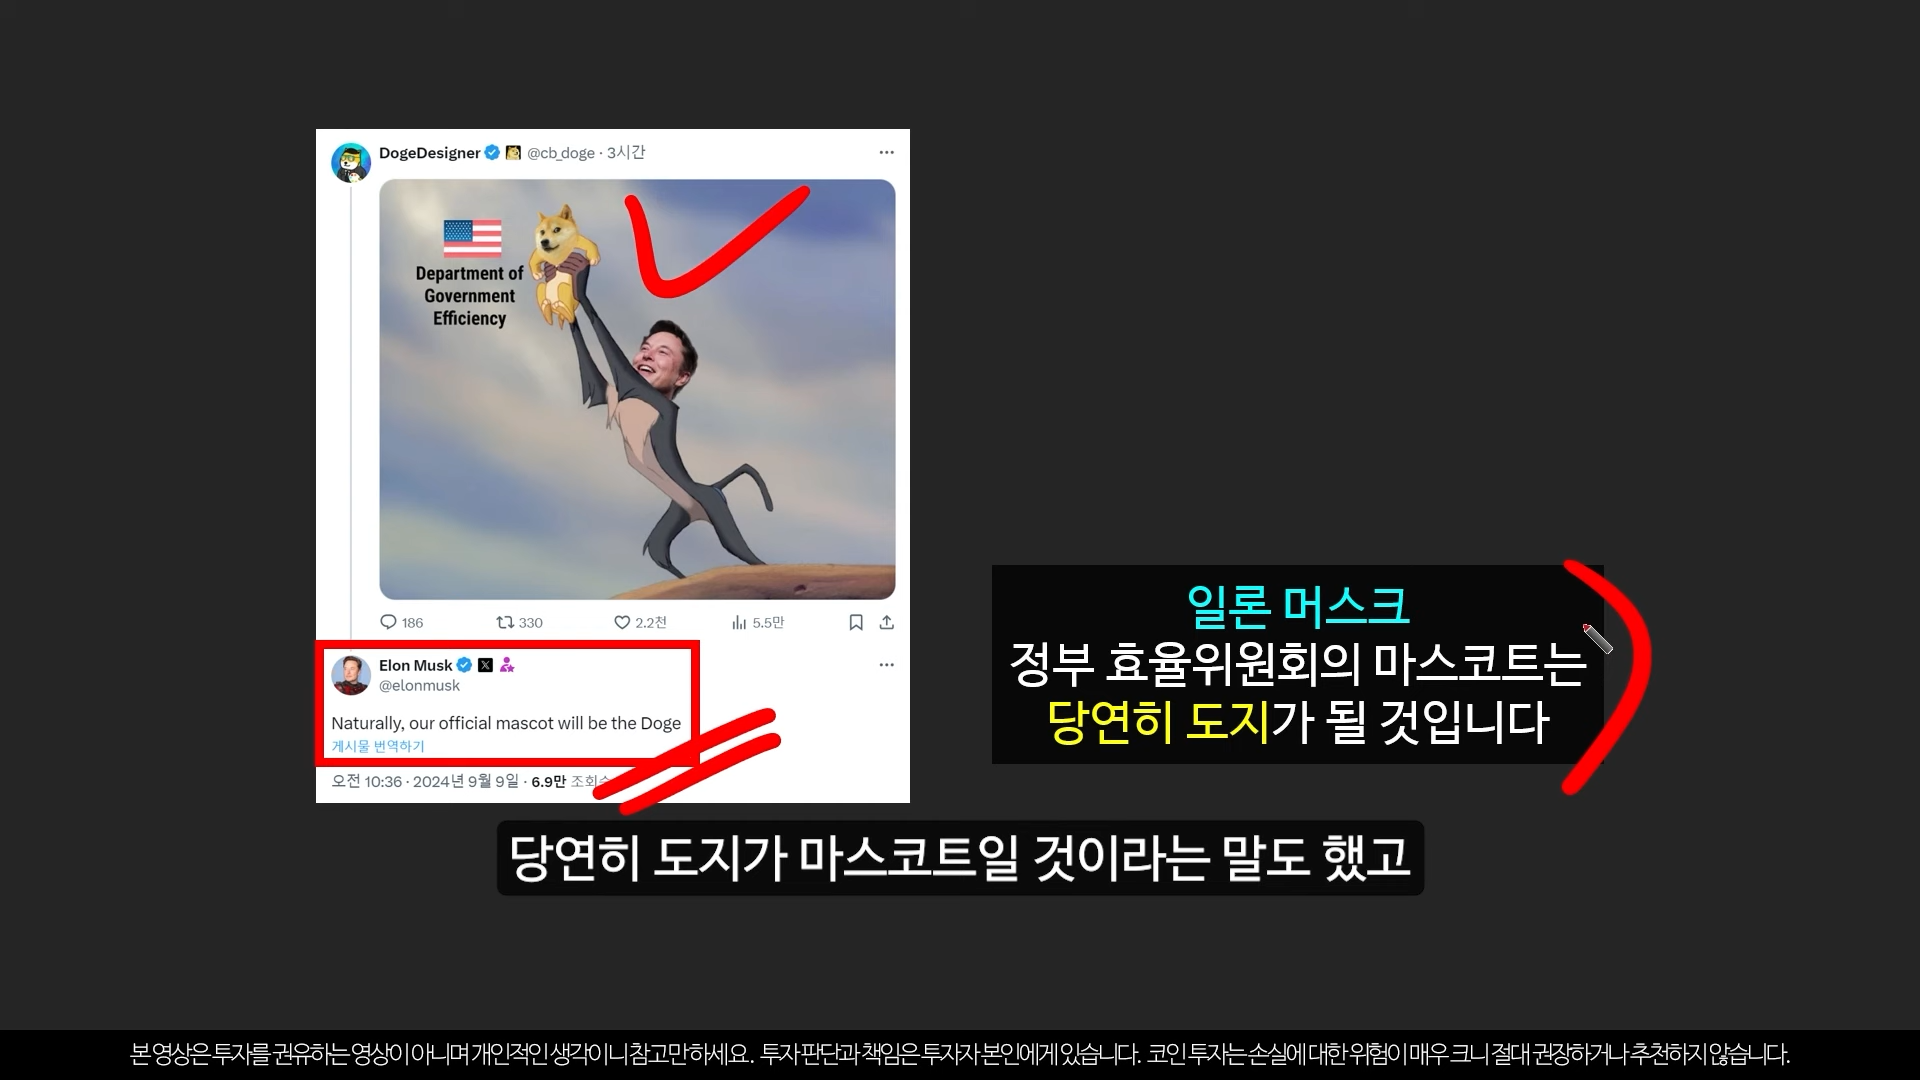 DogeDesigner @cb_doge · 3시간
Department of
Government
Efficiency
186 330 2.2천 5.5만
Elon Musk
@elonmusk
Naturally, our official mascot will be the Doge
게시물 번역하기
오전 10:36 · 2024년 9월 9일 · 6.9만 조회수
일론 머스크
정부 효율위원회의 마스코트는
당연히 도지가 될 것입니다
당연히 도지가 마스코트일 것이라는 말도 했고
본 영상은 투자를 권유하는 영상이 아니며 개인적인 생각이니 참고만 하세요. 투자 판단과 책임은 투자자 본인에게 있습니다. 코인 투자는 손실에 대한 위험이 매우 크니 절대 권장하거나 추천하지 않습니다.